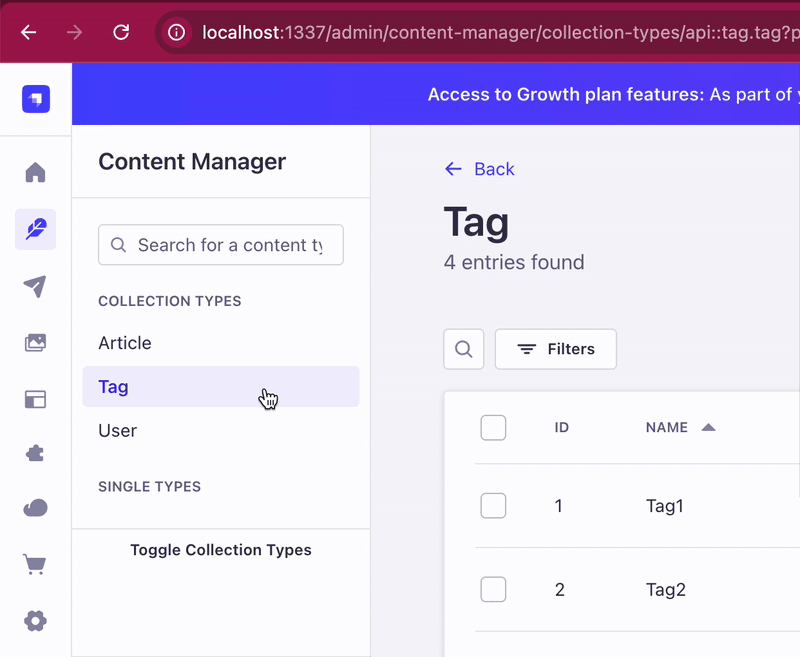 localhost:1337/admin/content-manager/collection-types/api::tag.tag?p
Access to Growth plan features: As part of y
Content Manager
Search for a content ty
COLLECTION TYPES
Article
Tag
User
SINGLE TYPES
Toggle Collection Types
Back
Tag
4 entries found
Filters
ID NAME
1 Tag1
2 Tag2